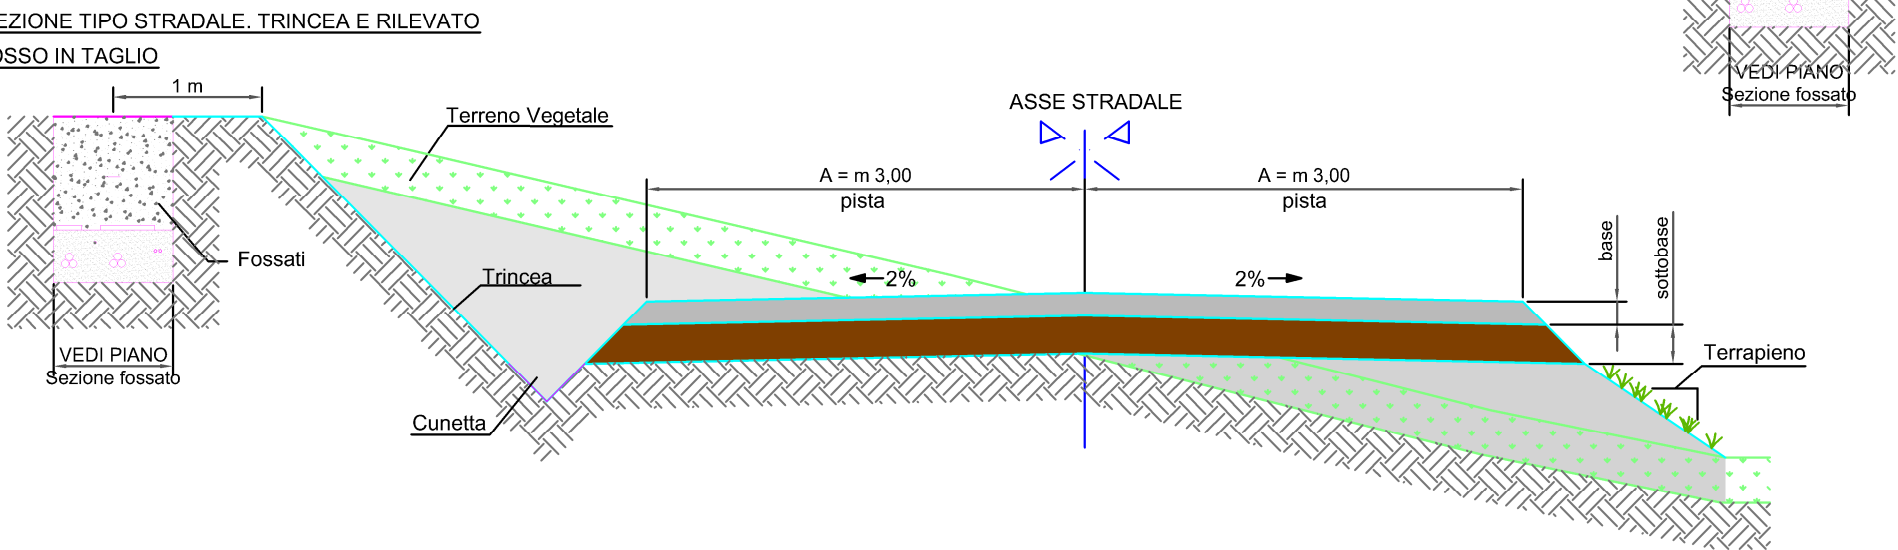 EZIONE TIPO STRADALE. TRINCEA E RILEVATO
OSSO IN TAGLIO
1 m
Terreno Vegetale
ASSE STRADALE
VEDI PIANO
Sezione fossato
A = m 3,00
pista
A = m 3,00
pista
base
sottobase
Fossati
Trincea
2%
2%
VEDI PIANO
Sezione fossato
Cunetta
Terrapieno